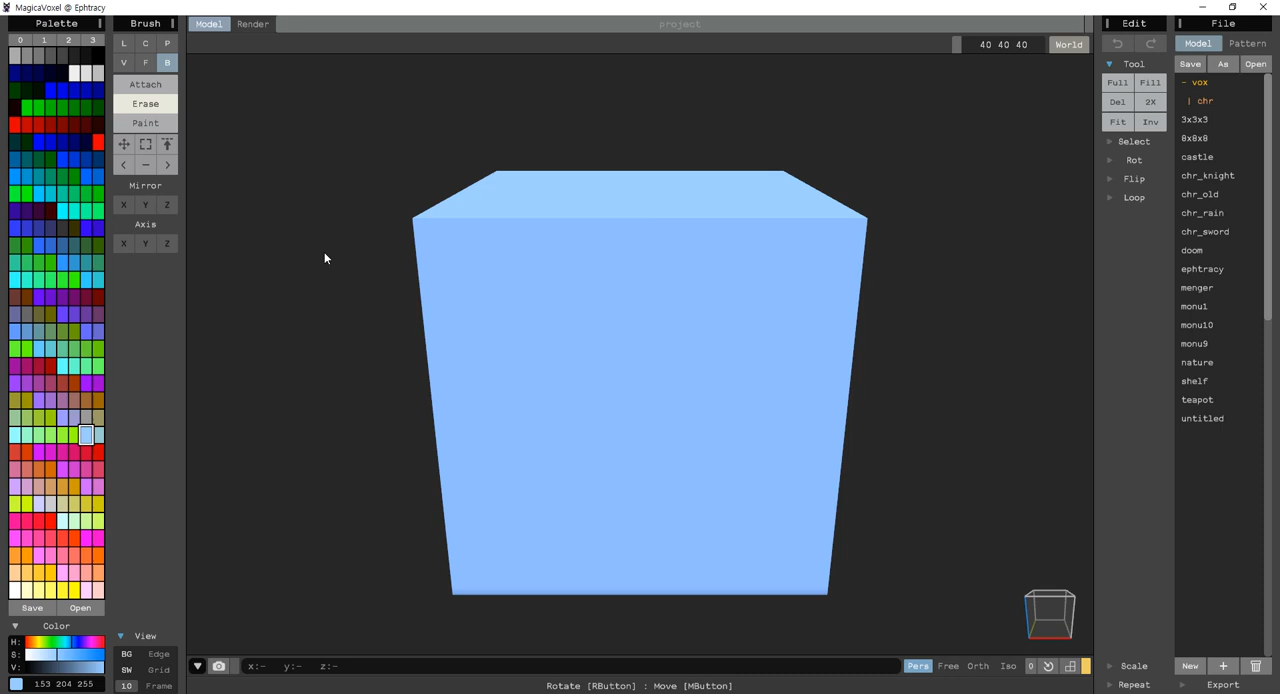 MagicaVoxel @ Ephtracy
Palette
Brush
Model
Render
project
Edit
File
0 1 2 3
L C P
V F B
Attach
Erase
Paint
Mirror
X Y Z
Axis
X Y Z
40 40 40
World
Tool
Full Fill
Del 2X
Fit Inv
Select
Rot
Flip
Loop
Model Pattern
Save As Open
- vox
| chr
3x3x3
8x8x8
castle
chr_knight
chr_old
chr_rain
chr_sword
doom
ephtracy
menger
monu1
monu10
monu9
nature
shelf
teapot
untitled
Save Open
Color
H:
S:
V:
153 204 255
View
BG Edge
SW Grid
10 Frame
x:- y:- z:-
Pers Free Orth Iso 0
Rotate [RButton] : Move [MButton]
Scale
Repeat
New +
Export